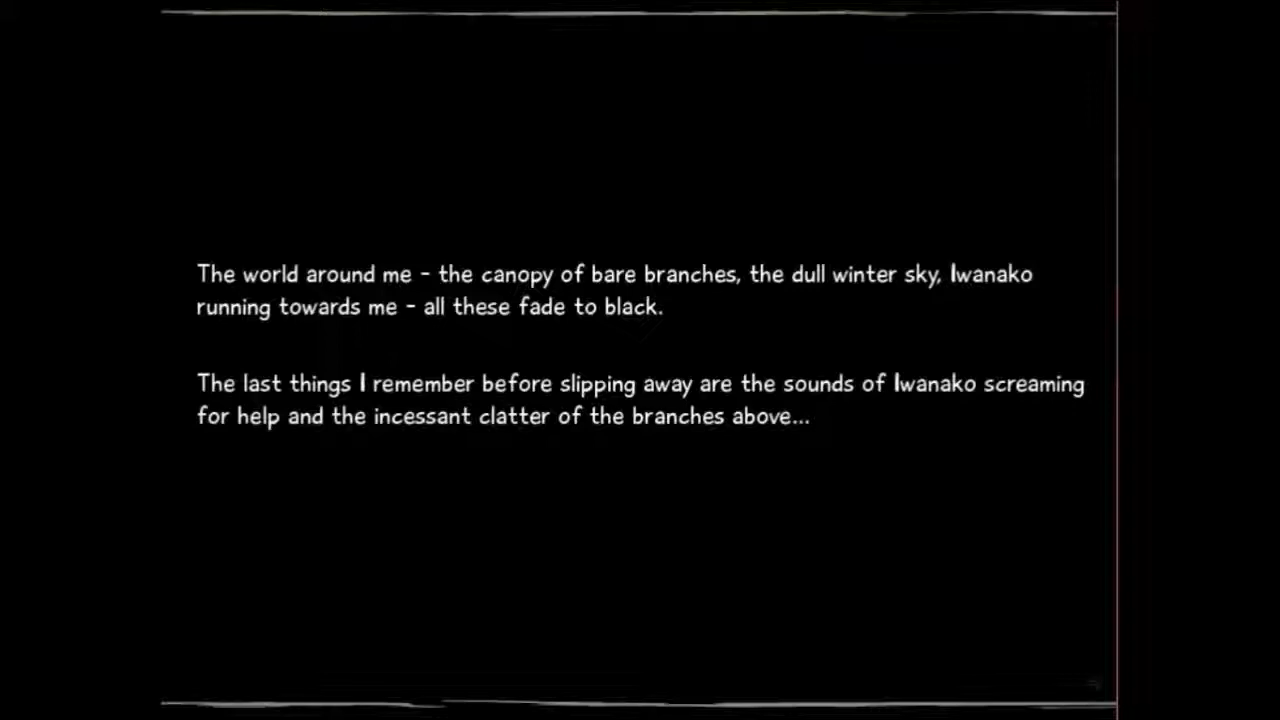 The world around me - the canopy of bare branches, the dull winter sky, Iwanako
running towards me - all these fade to black.
The last things I remember before slipping away are the sounds of Iwanako screaming
for help and the incessant clatter of the branches above...